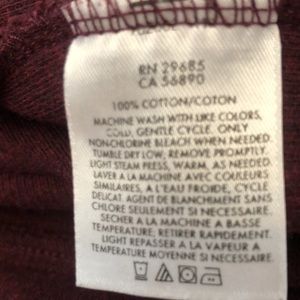 RN 29685
CA 56890
100% COTTON/COTON
MACHINE WASH WITH LIKE COLORS,
COLD, GENTLE CYCLE. ONLY
NON-CHLORINE BLEACH WHEN NEEDED.
TUMBLE DRY LOW, REMOVE PROMPTLY.
LIGHT STEAM PRESS, WARM, AS NEEDED.
LAVER A LA MACHINE AVEC COULEURS
SIMILAIRES, A L'EAU FROIDE, CYCLE
DELICAT. AGENT DE BLANCHIMENT SANS
CHLORE SEULEMENT SI NECESSAIRE.
SECHER A LA MACHINE A BASSE
TEMPERATURE; RETIRER RAPIDEMENT.
LIGHT REPASSER A LA VAPEUR A
TEMPERATURE MOYENNE SI NECESSAIRE.